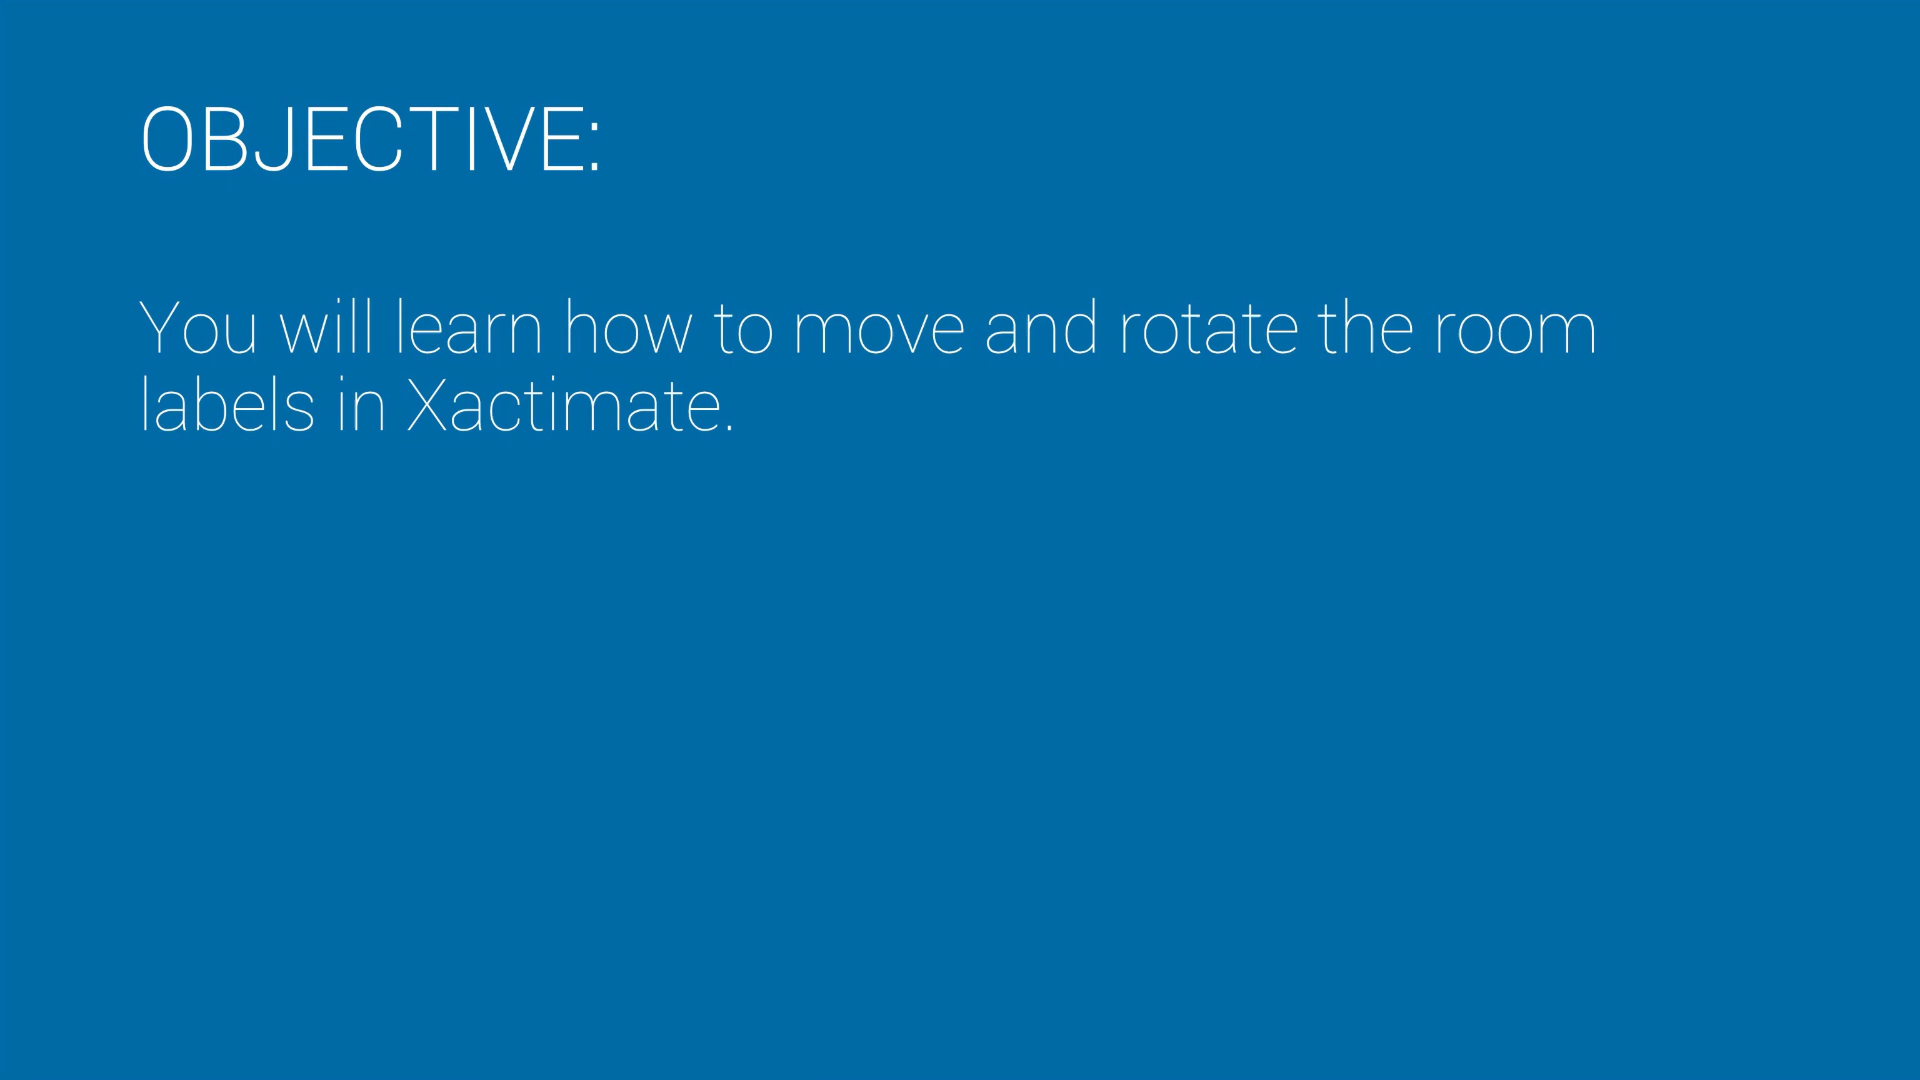 OBJECTIVE:
You will learn how to move and rotate the room
labels in Xactimate.